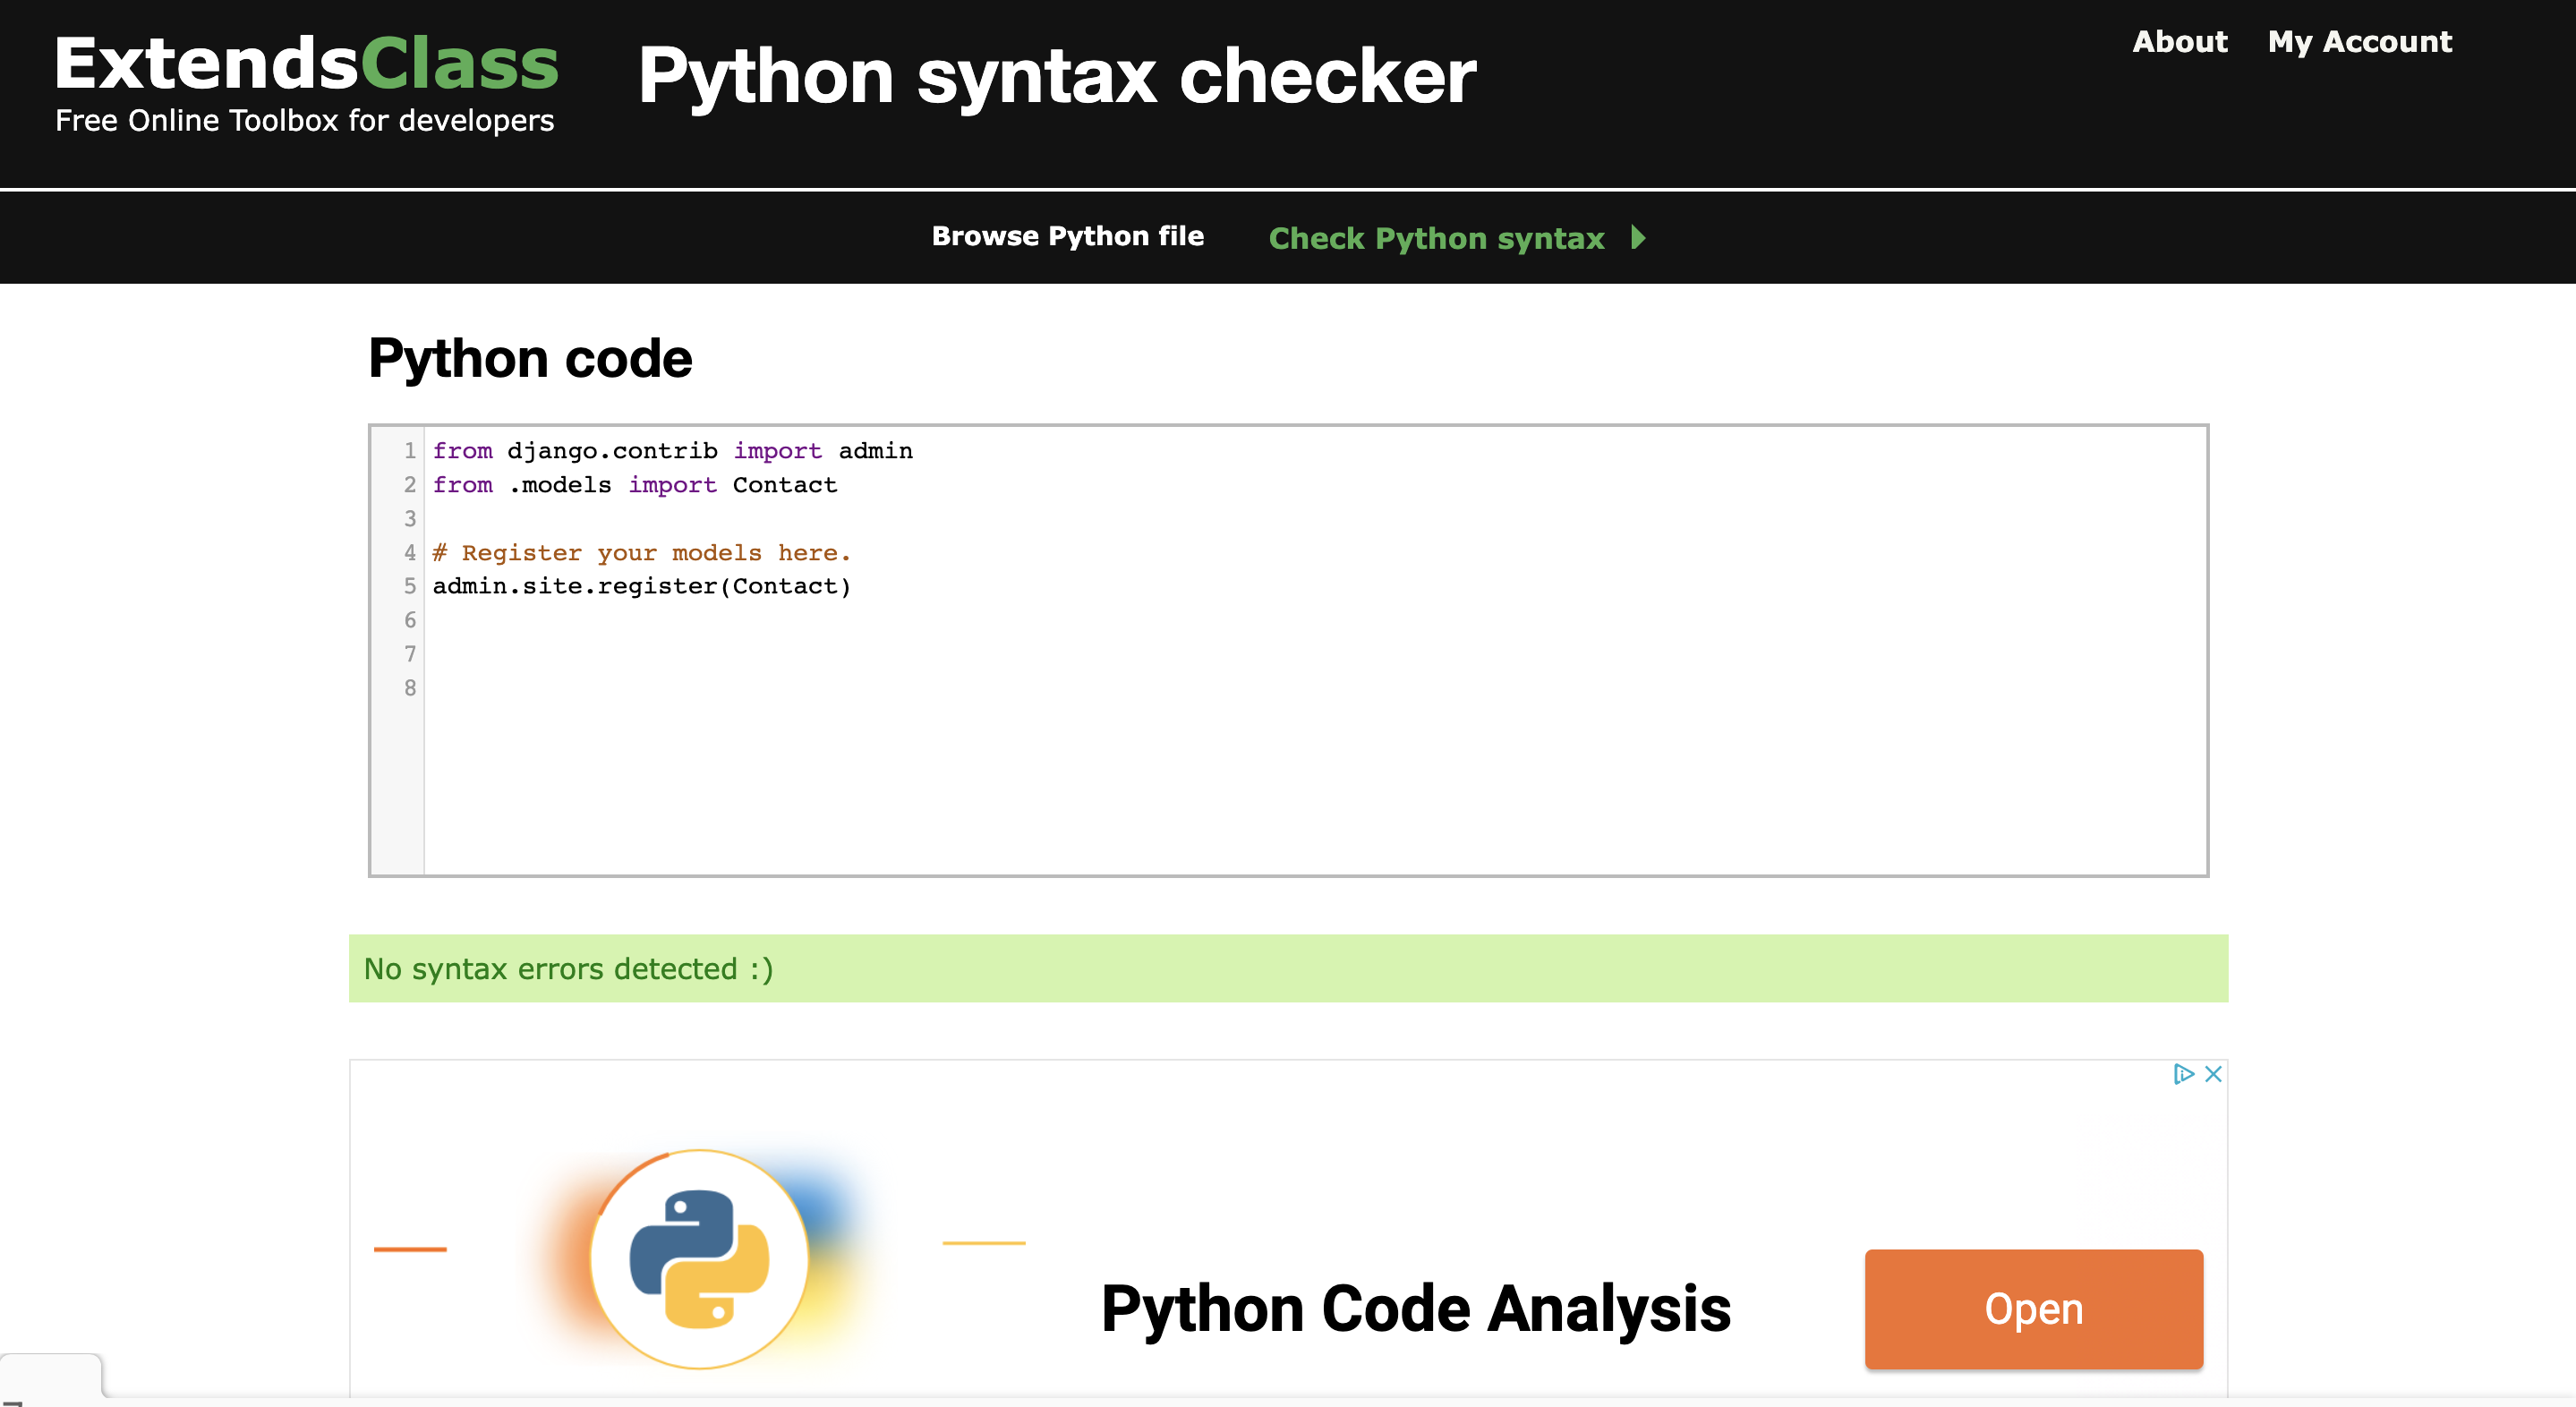 ExtendsClass
Free Online Toolbox for developers
Python syntax checker
About My Account
Browse Python file Check Python syntax
Python code
1 from django.contrib import admin
2 from .models import Contact
3
4 # Register your models here.
5 admin.site.register(Contact)
6
7
8
No syntax errors detected :)
Python Code Analysis
Open